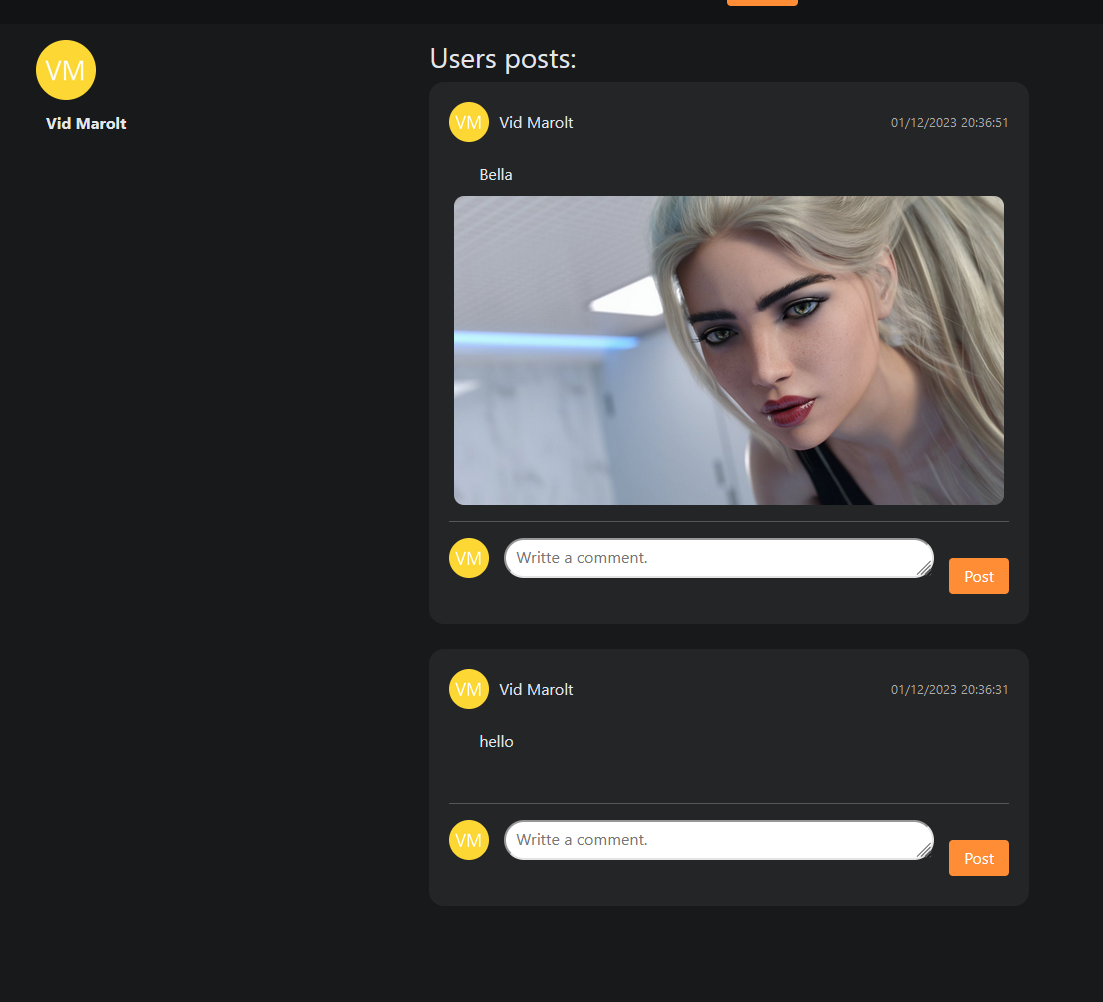 VM
Vid Marolt
Users posts:
VM Vid Marolt 01/12/2023 20:36:51
Bella
VM Writte a comment.
Post
VM Vid Marolt 01/12/2023 20:36:31
hello
VM Writte a comment.
Post